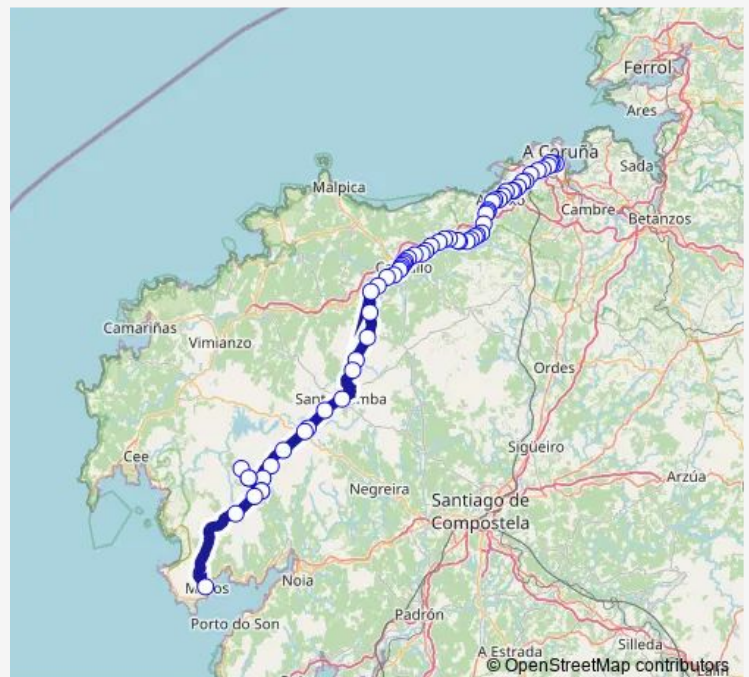 Ferrol
Ares
A Coruña
Sada
Malpica
Cambre
Betanzos
Camariñas
Vimianzo
Ordes
Cee
Sigüeiro
Arzúa
Negreira
Santiago de
Compostela
Noia
Porto do Son
Padrón
Silleda
A Estrada
© OpenStreetMap contributors